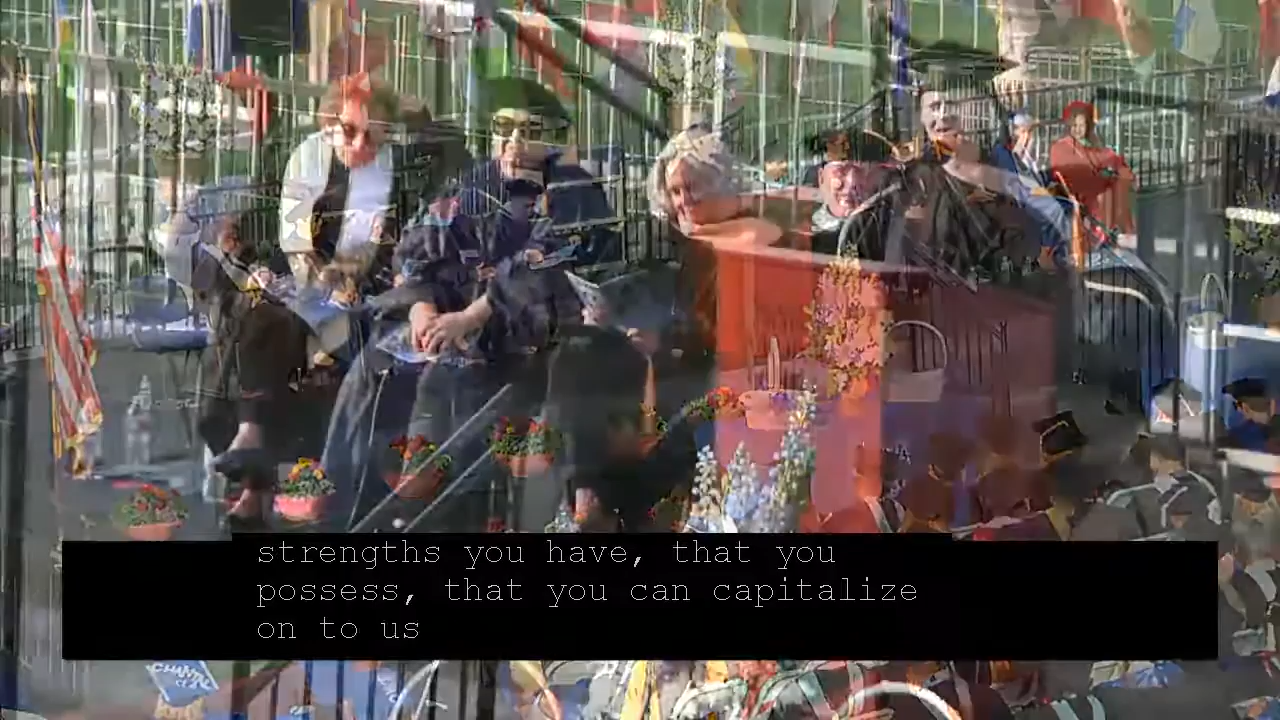 strengths you have, that you
possess, that you can capitalize
on to us